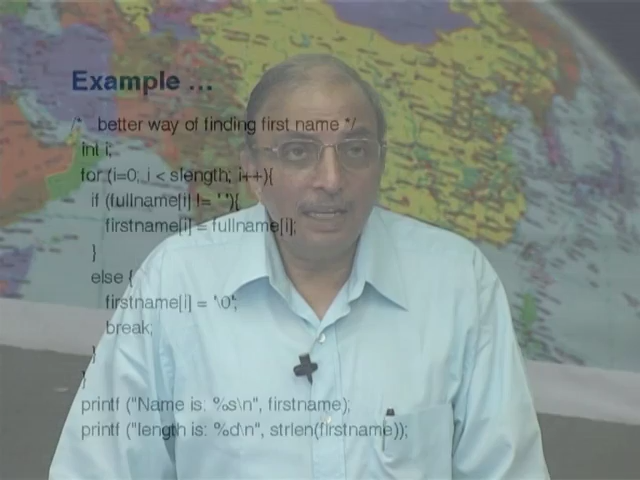 Example ...
/* better way of finding first name */
int i;
for (i=0; i < slength; i++){
if (fullname[i] != ' '){
firstname[i] = fullname[i];
}
else {
firstname[i] = '\0';
break;
}
}
printf ("Name is: %s\n", firstname);
printf ("length is: %d\n", strlen(firstname));